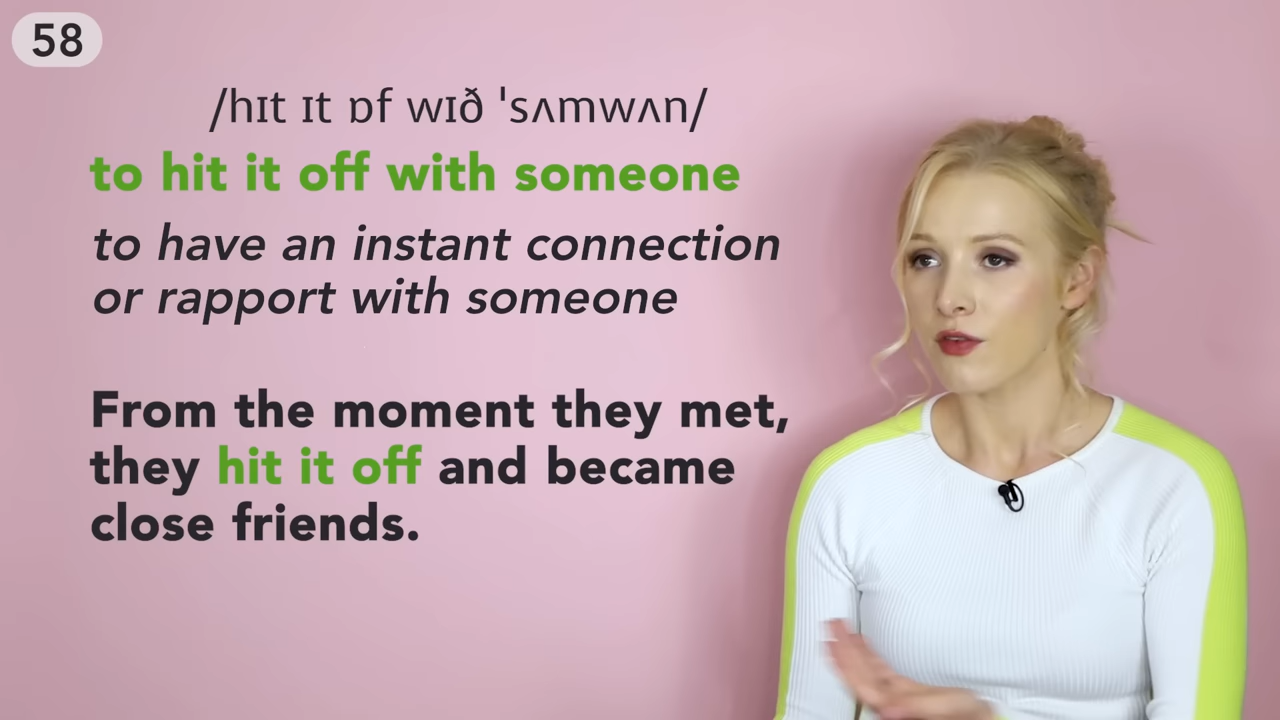 58
/hɪt ɪt ɒf wɪð ˈsʌmwʌn/
to hit it off with someone
to have an instant connection
or rapport with someone
From the moment they met,
they hit it off and became
close friends.